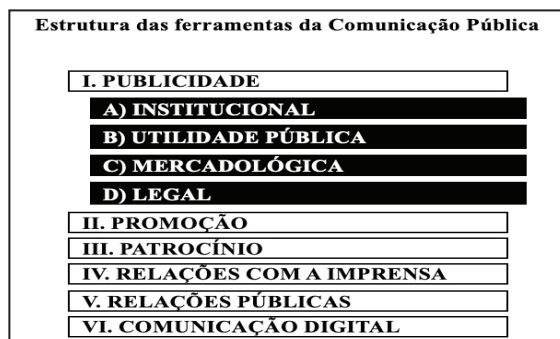 Estrutura das ferramentas da Comunicação Pública
I. PUBLICIDADE
A) INSTITUCIONAL
B) UTILIDADE PÚBLICA
C) MERCADOLÓGICA
D) LEGAL
II. PROMOÇÃO
III. PATROCÍNIO
IV. RELAÇÕES COM A IMPRENSA
V. RELAÇÕES PÚBLICAS
VI. COMUNICAÇÃO DIGITAL